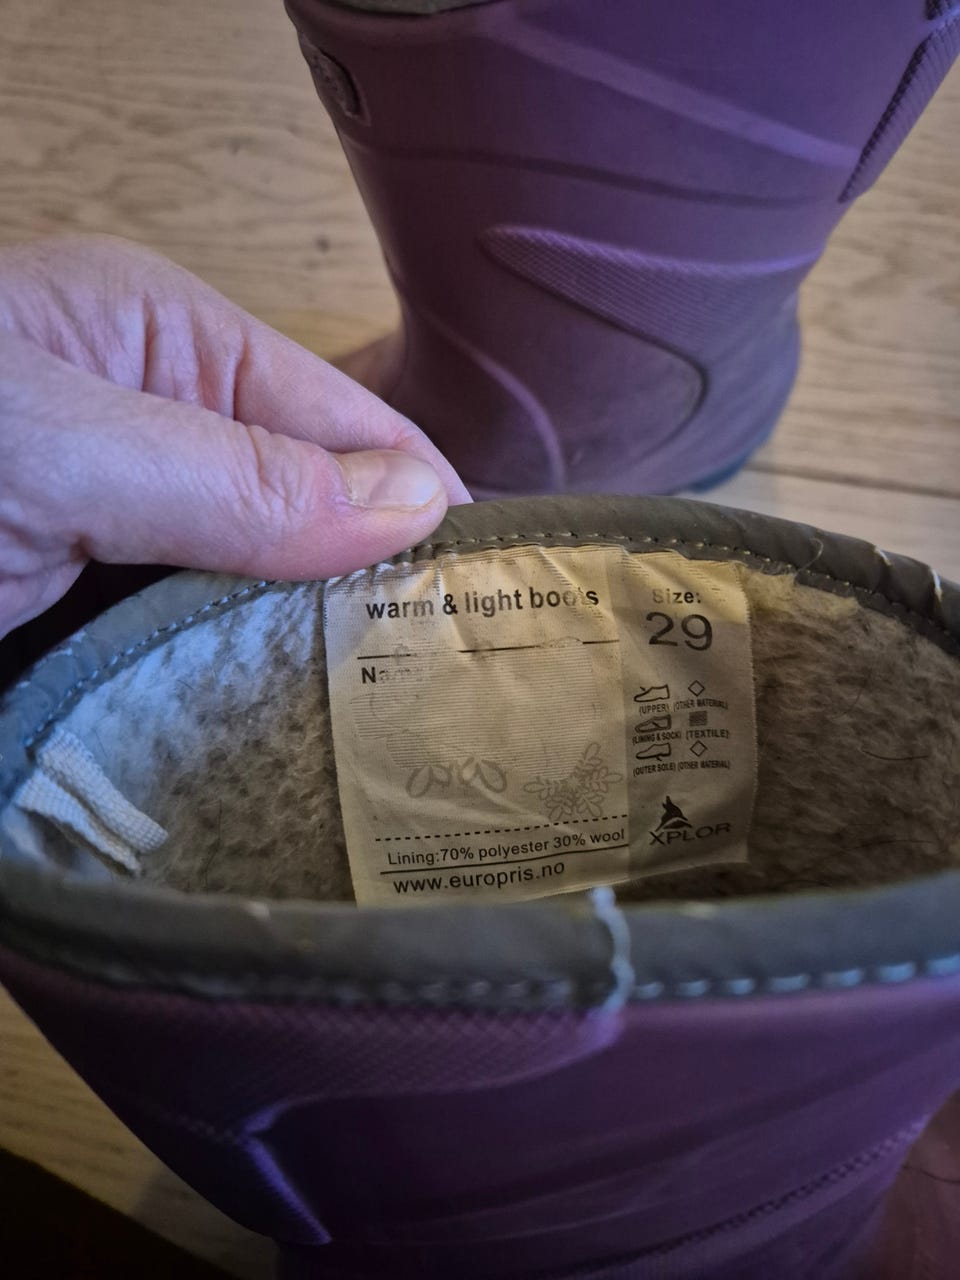 warm & light boots
Name
Lining:70% polyester 30% wool
www.europris.no
Size:
29
(UPPER) (OTHER MATERIAL)
(LINING & SOCK) (TEXTILE)
(OUTER SOLE) (OTHER MATERIAL)
XPLOR